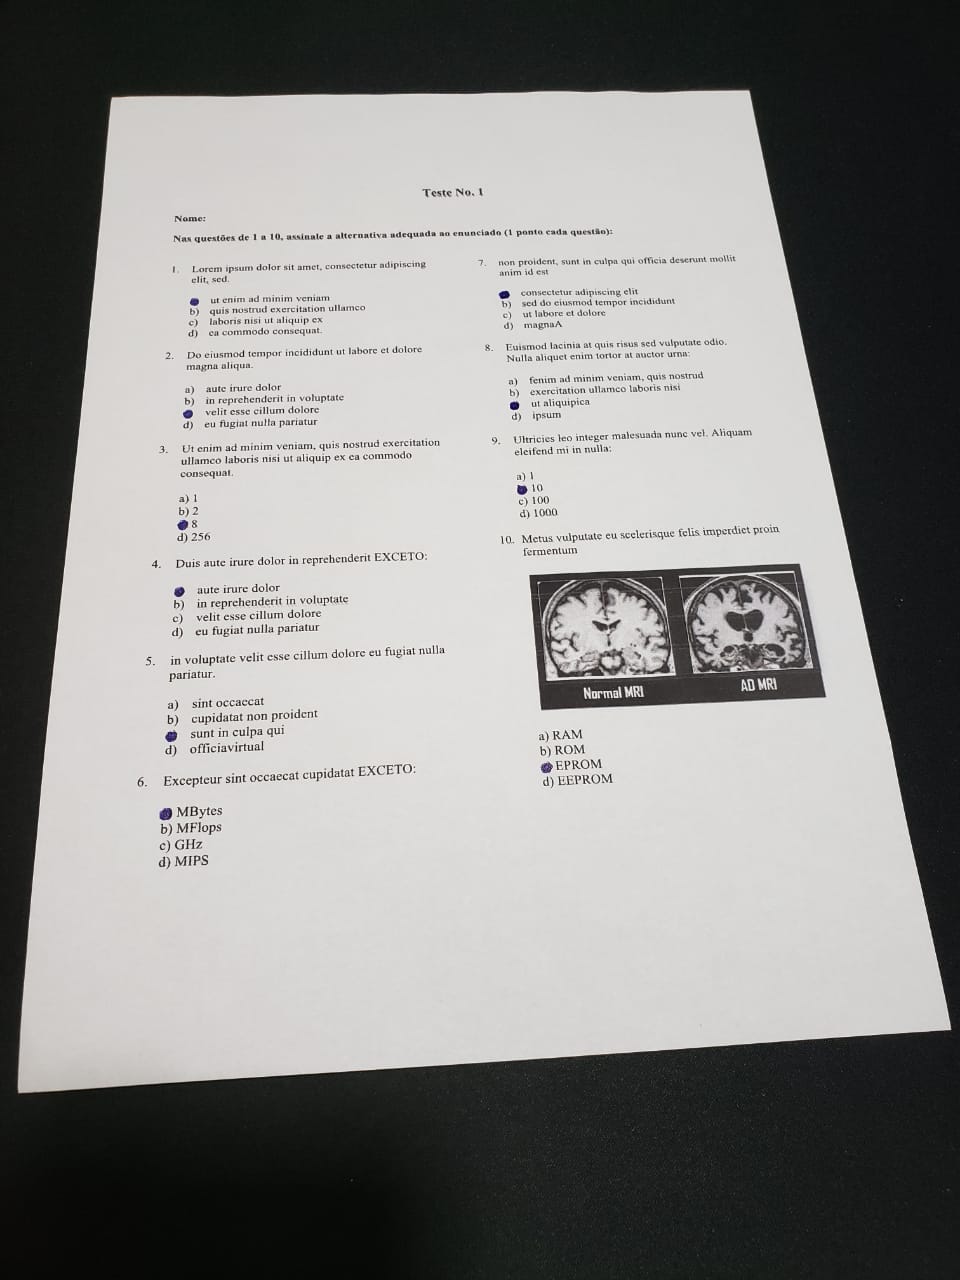 Teste No. 1
Nome:
Nas questões de 1 a 10, assinale a alternativa adequada ao enunciado (1 ponto cada questão):
1. Lorem ipsum dolor sit amet, consectetur adipiscing
elit, sed.
ut enim ad minim veniam
b) quis nostrud exercitation ullamco
c) laboris nisi ut aliquip ex
d) ea commodo consequat.
2. Do eiusmod tempor incididunt ut labore et dolore
magna aliqua.
a) aute irure dolor
b) in reprehenderit in voluptate
velit esse cillum dolore
d) eu fugiat nulla pariatur
3. Ut enim ad minim veniam, quis nostrud exercitation
ullamco laboris nisi ut aliquip ex ea commodo
consequat.
a) 1
b) 2
8
d) 256
4. Duis aute irure dolor in reprehenderit EXCETO:
aute irure dolor
b) in reprehenderit in voluptate
c) velit esse cillum dolore
d) eu fugiat nulla pariatur
5. in voluptate velit esse cillum dolore eu fugiat nulla
pariatur.
a) sint occaecat
b) cupidatat non proident
sunt in culpa qui
d) officiavirtual
6. Excepteur sint occaecat cupidatat EXCETO:
MBytes
b) MFlops
c) GHz
d) MIPS
7. non proident, sunt in culpa qui officia deserunt mollit
anim id est
consectetur adipiscing elit
b) sed do eiusmod tempor incididunt
c) ut labore et dolore
d) magnaA
8. Euismod lacinia at quis risus sed vulputate odio.
Nulla aliquet enim tortor at auctor urna:
a) fenim ad minim veniam, quis nostrud
b) exercitation ullamco laboris nisi
ut aliquipica
d) ipsum
9. Ultricies leo integer malesuada nunc vel. Aliquam
eleifend mi in nulla:
a) 1
10
c) 100
d) 1000
10. Metus vulputate eu scelerisque felis imperdiet proin
fermentum
Normal MRI
AD MRI
a) RAM
b) ROM
EPROM
d) EEPROM